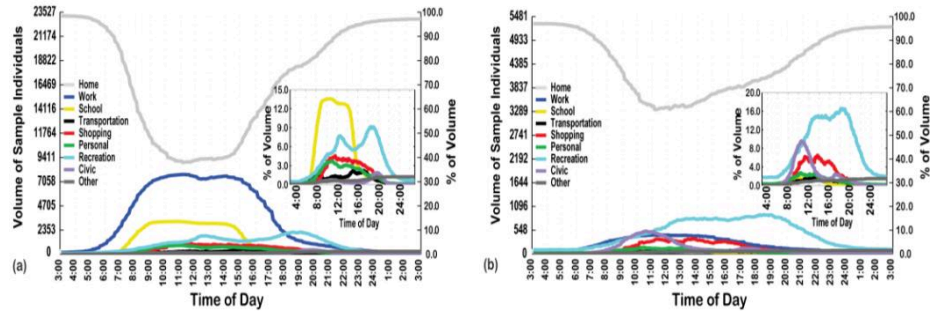 23527
21174
18822
16469
14116
11764
9411
7058
4705
2353
0
Volume of Sample Individuals
Home
Work
School
Transportation
Shopping
Personal
Recreation
Civic
Other
15.0
12.0
9.0
6.0
3.0
0.0
% of Volume
4:00 8:00 12:00 16:00 20:00 24:00
Time of Day
100.0
90.0
80.0
70.0
60.0
50.0
40.0
30.0
20.0
10.0
0.0
% of Volume
(a)
3:00 4:00 5:00 6:00 7:00 8:00 9:00 10:00 11:00 12:00 13:00 14:00 15:00 16:00 17:00 18:00 19:00 20:00 21:00 22:00 23:00 24:00 1:00 2:00 3:00
Time of Day
5481
4933
4385
3837
3289
2741
2192
1644
1096
548
0
Volume of Sample Individuals
Home
Work
School
Transportation
Shopping
Personal
Recreation
Civic
Other
20.0
16.0
12.0
8.0
4.0
0.0
% of Volume
4:00 8:00 12:00 16:00 20:00 24:00
Time of Day
100.0
90.0
80.0
70.0
60.0
50.0
40.0
30.0
20.0
10.0
0.0
% of Volume
(b)
3:00 4:00 5:00 6:00 7:00 8:00 9:00 10:00 11:00 12:00 13:00 14:00 15:00 16:00 17:00 18:00 19:00 20:00 21:00 22:00 23:00 24:00 1:00 2:00 3:00
Time of Day